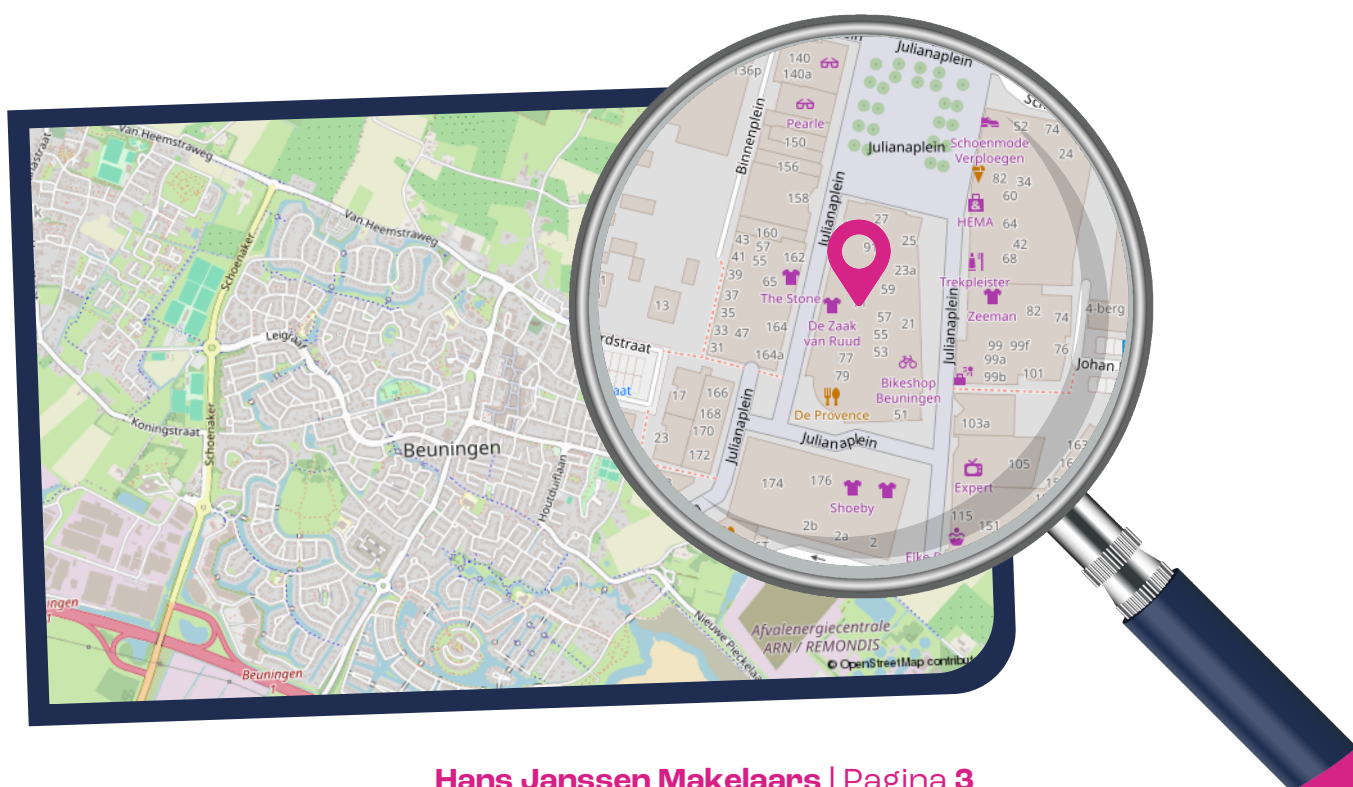 Van Heemstraweg
Van Heemstraweg
Schoenaker
Leigraaf
Koningstraat
Schoenaker
Beuningen
Houtduiflaan
Beuningen
1
Afvalenergiecentrale
ARN / REMONDIS
© OpenStreetMap
Julianaplein
140
140a
136p
Pearle
Binnenplein
150
156
158
Julianaplein
Schoenmode
Verploegen
52
74
24
82
34
60
HEMA
64
42
68
Trekpleister
Zeeman
82
74
Julianaplein
27
25
23a
59
57
55
53
21
43
57
41
55
39
160
162
65
The Stone
37
35
33
47
31
164
164a
13
De Zaak
van Ruud
77
79
Bikeshop
Beuningen
De Provence
51
Julianaplein
99
99f
99a
99b
101
76
4-berg
Johan
17
166
168
170
23
172
Julianaplein
Julianaplein
103a
105
Expert
115
151
174
176
Shoeby
2b
2a
2
Hans Janssen Makelaars | Pagina 3